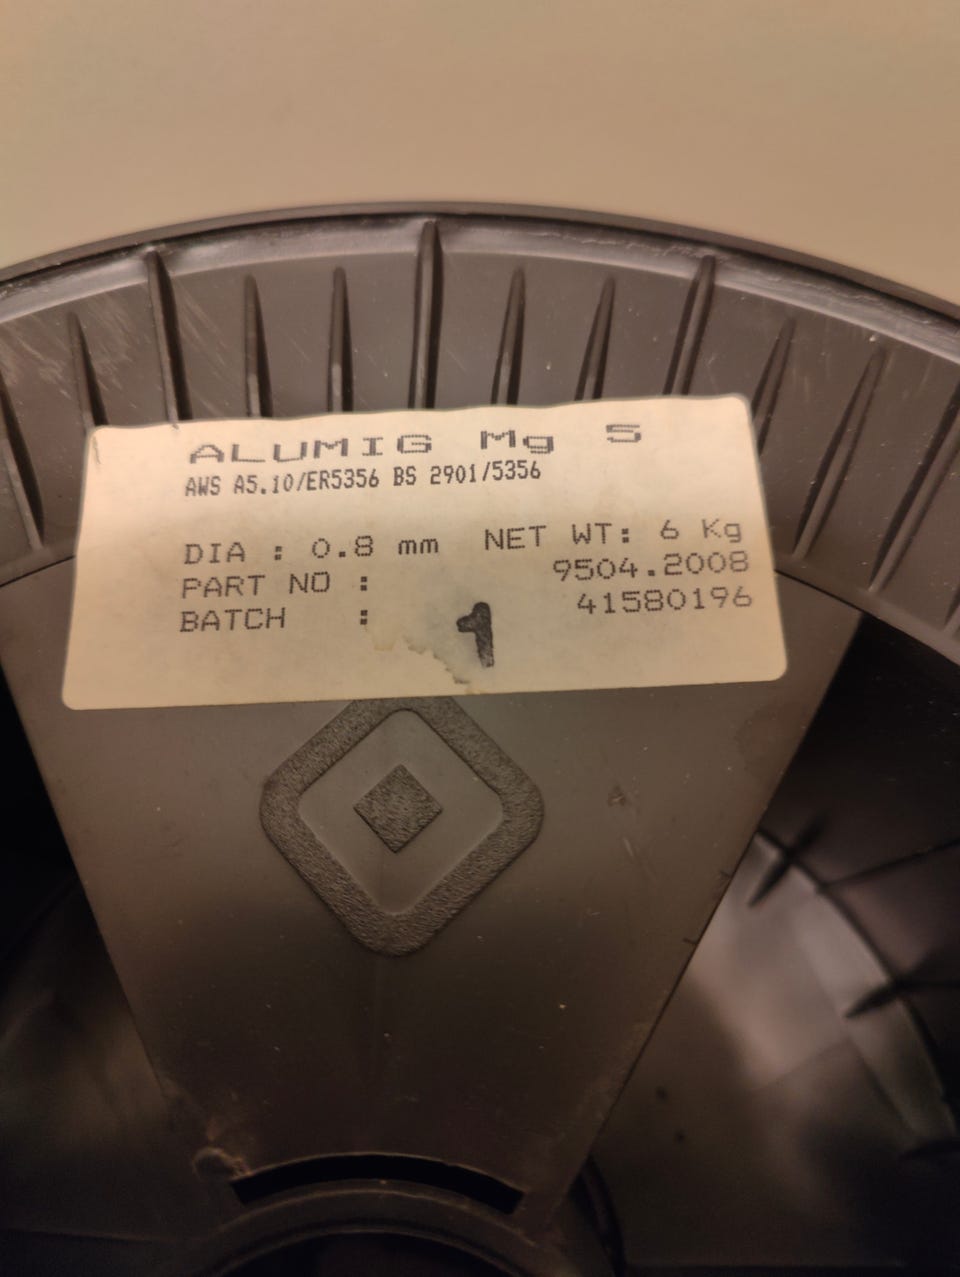 ALUMIG Mg 5
AWS A5.10/ER5356 BS 2901/5356
DIA : 0.8 mm NET WT: 6 Kg
PART NO : 9504.2008
BATCH : 41580196
1